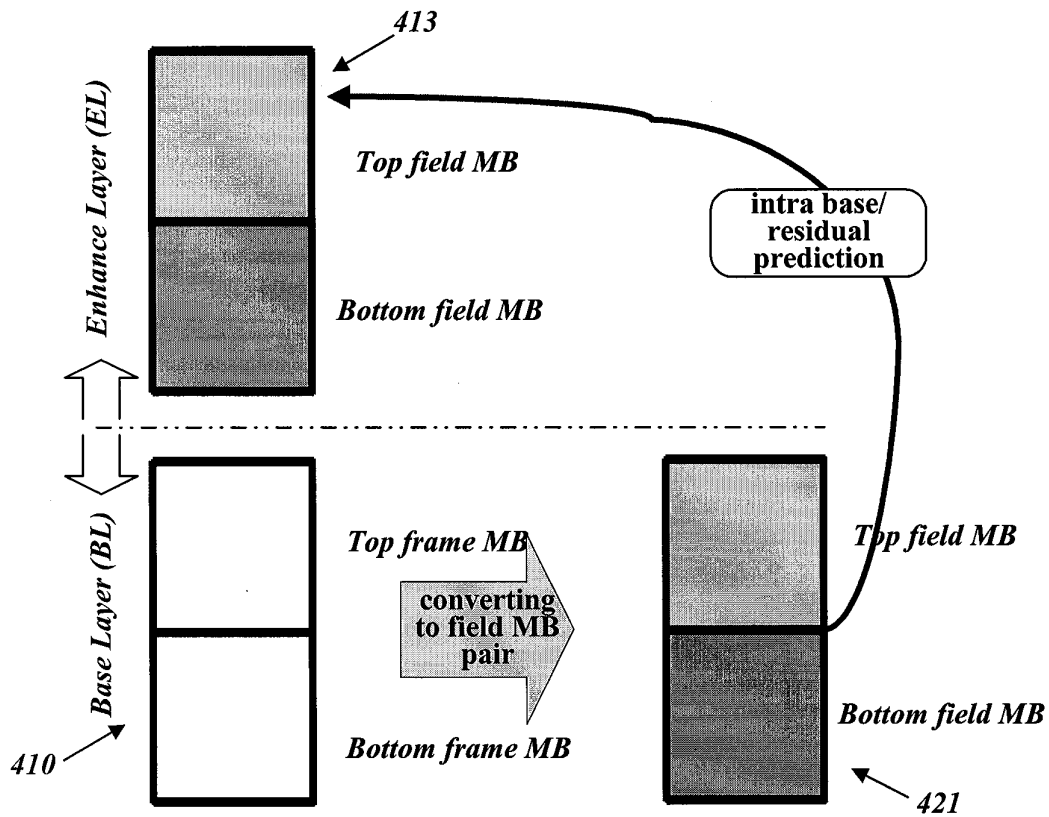 413
Enhance Layer (EL)
Top field MB
intra base/
residual
prediction
Bottom field MB
Base Layer (BL)
Top frame MB
Top field MB
converting
to field MB
pair
Bottom frame MB
Bottom field MB
410
421